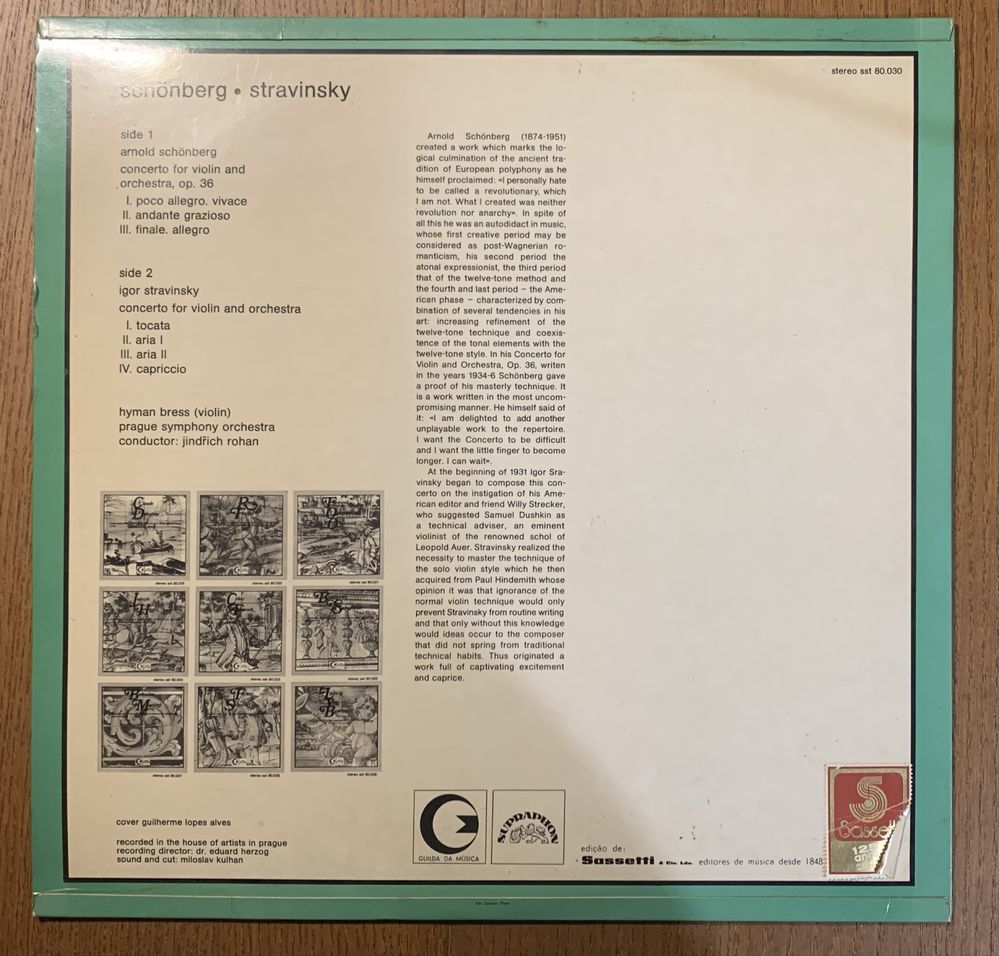 stereo sst 80.030
schönberg • stravinsky
side 1
arnold schönberg
concerto for violin and
orchestra, op. 36
I. poco allegro. vivace
II. andante grazioso
III. finale. allegro
side 2
igor stravinsky
concerto for violin and orchestra
I. tocata
II. aria I
III. aria II
IV. capriccio
hyman bress (violin)
prague symphony orchestra
conductor: jindřich rohan
cover guilherme lopes alves
recorded in the house of artists in prague
recording director: dr. eduard herzog
sound and cut: miloslav kulhan
Arnold Schönberg (1874-1951)
created a work which marks the lo-
gical culmination of the ancient tra-
dition of European polyphony as he
himself proclaimed: «I personally hate
to be called a revolutionary, which
I am not. What I created was neither
revolution nor anarchy». In spite of
all this he was an autodidact in music,
whose first creative period may be
considered as post-Wagnerian ro-
manticism, his second period the
atonal expressionist, the third period
that of the twelve-tone method and
the fourth and last period – the Ame-
rican phase – characterized by com-
bination of several tendencies in his
art: increasing refinement of the
twelve-tone technique and coexis-
tence of the tonal elements with the
twelve-tone style. In his Concerto for
Violin and Orchestra, Op. 36, writen
in the years 1934-6 Schönberg gave
a proof of his masterly technique. It
is a work written in the most uncom-
promising manner. He himself said of
it: «I am delighted to add another
unplayable work to the repertoire.
I want the Concerto to be difficult
and I want the little finger to become
longer. I can wait».
At the beginning of 1931 Igor Sra-
vinsky began to compose this con-
certo on the instigation of his Ame-
rican editor and friend Willy Strecker,
who suggested Samuel Dushkin as
a technical adviser, an eminent
violinist of the renowned schol of
Leopold Auer. Stravinsky realized the
necessity to master the technique of
the solo violin style which he then
acquired from Paul Hindemith whose
opinion it was that ignorance of the
normal violin technique would only
prevent Stravinsky from routine writing
and that only without this knowledge
would ideas occur to the composer
that did not spring from traditional
technical habits. Thus originated a
work full of captivating excitement
and caprice.
GUILDA DA MÚSICA
SUPRAPHON
edição de:
Sassetti & Cia. Lda. editores de música desde 1848
S
125